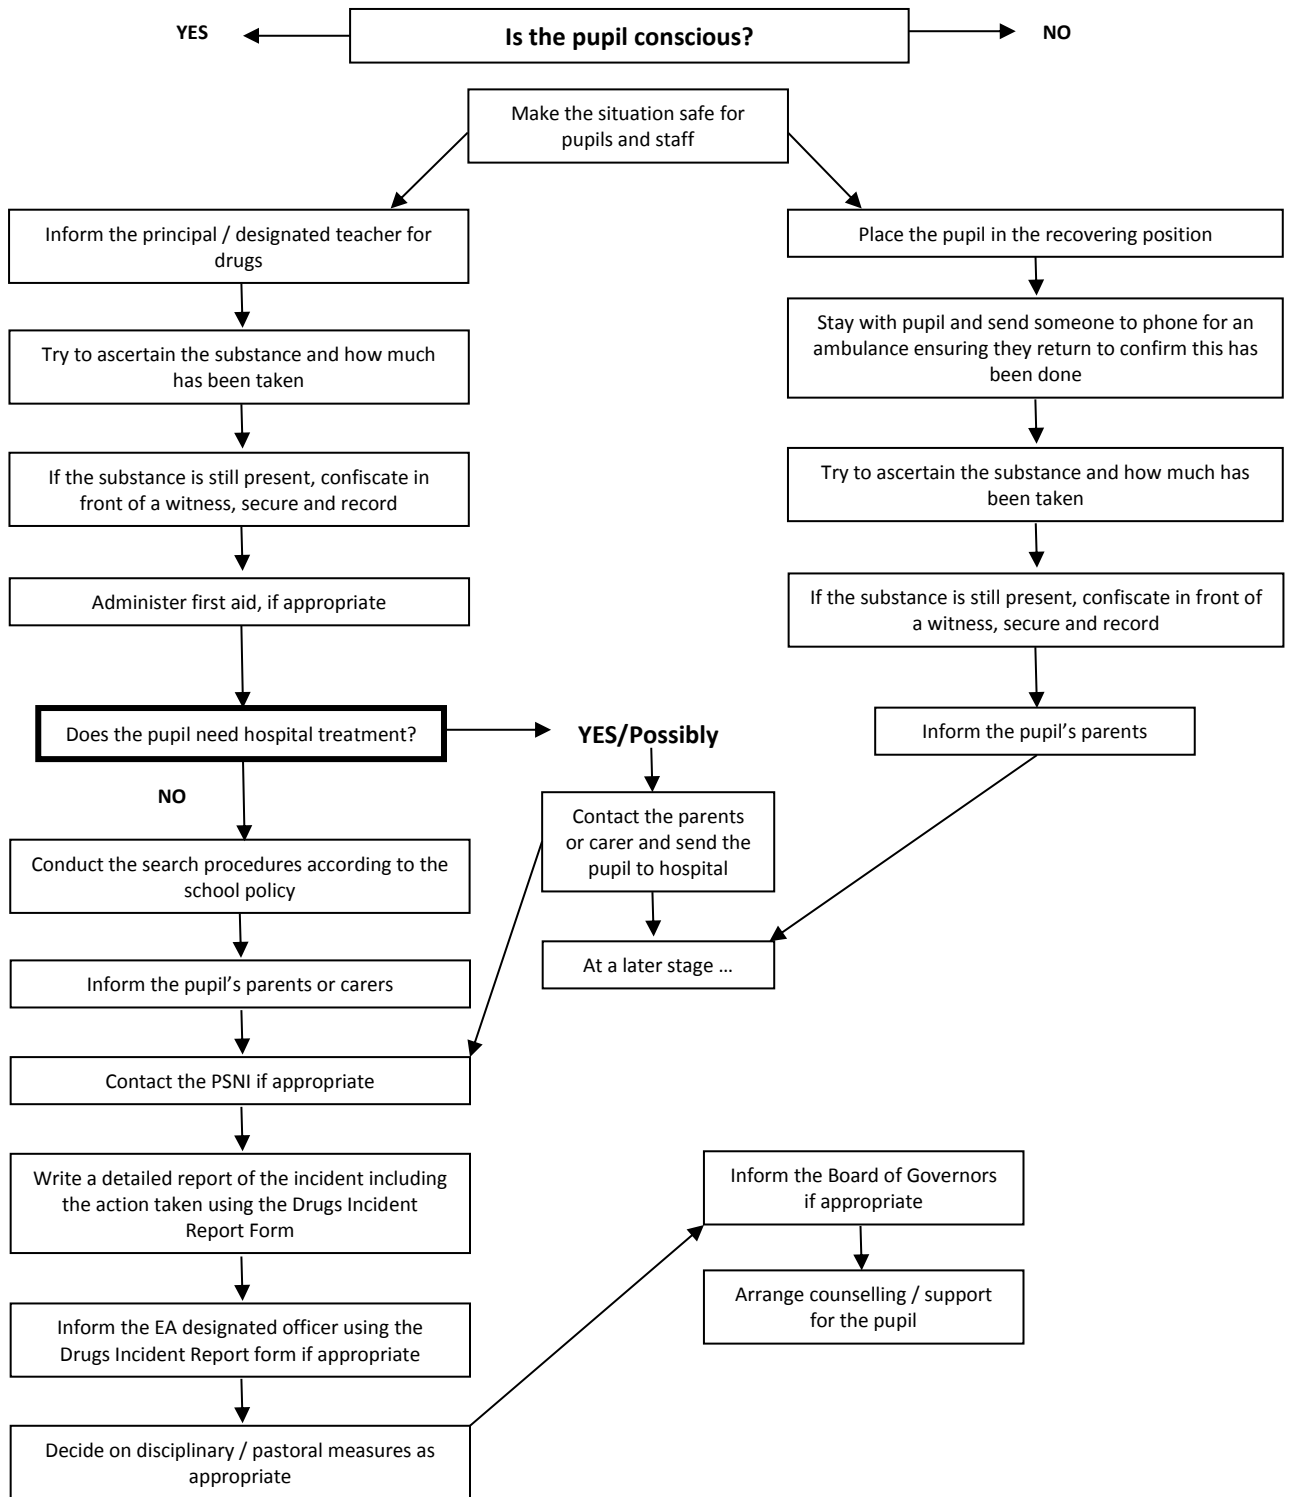 YES
Is the pupil conscious?
NO
Make the situation safe for
pupils and staff
Inform the principal / designated teacher for
drugs
Try to ascertain the substance and how much
has been taken
If the substance is still present, confiscate in
front of a witness, secure and record
Administer first aid, if appropriate
Does the pupil need hospital treatment?
NO
Conduct the search procedures according to the
school policy
Inform the pupil's parents or carers
Contact the PSNI if appropriate
Write a detailed report of the incident including
the action taken using the Drugs Incident
Report Form
Inform the EA designated officer using the
Drugs Incident Report form if appropriate
Decide on disciplinary / pastoral measures as
appropriate
YES/Possibly
Contact the parents
or carer and send the
pupil to hospital
At a later stage …
Place the pupil in the recovering position
Stay with pupil and send someone to phone for an
ambulance ensuring they return to confirm this has
been done
Try to ascertain the substance and how much has
been taken
If the substance is still present, confiscate in front of
a witness, secure and record
Inform the pupil's parents
Inform the Board of Governors
if appropriate
Arrange counselling / support
for the pupil